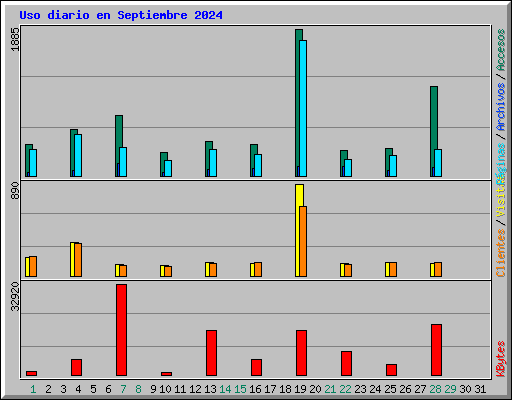 Uso diario en Septiembre 2024
1885
890
32920
Páginas / Archivos / Accesos
Clientes / Visitas
KBytes
1 2 3 4 5 6 7 8 9 10 11 12 13 14 15 16 17 18 19 20 21 22 23 24 25 26 27 28 29 30 31